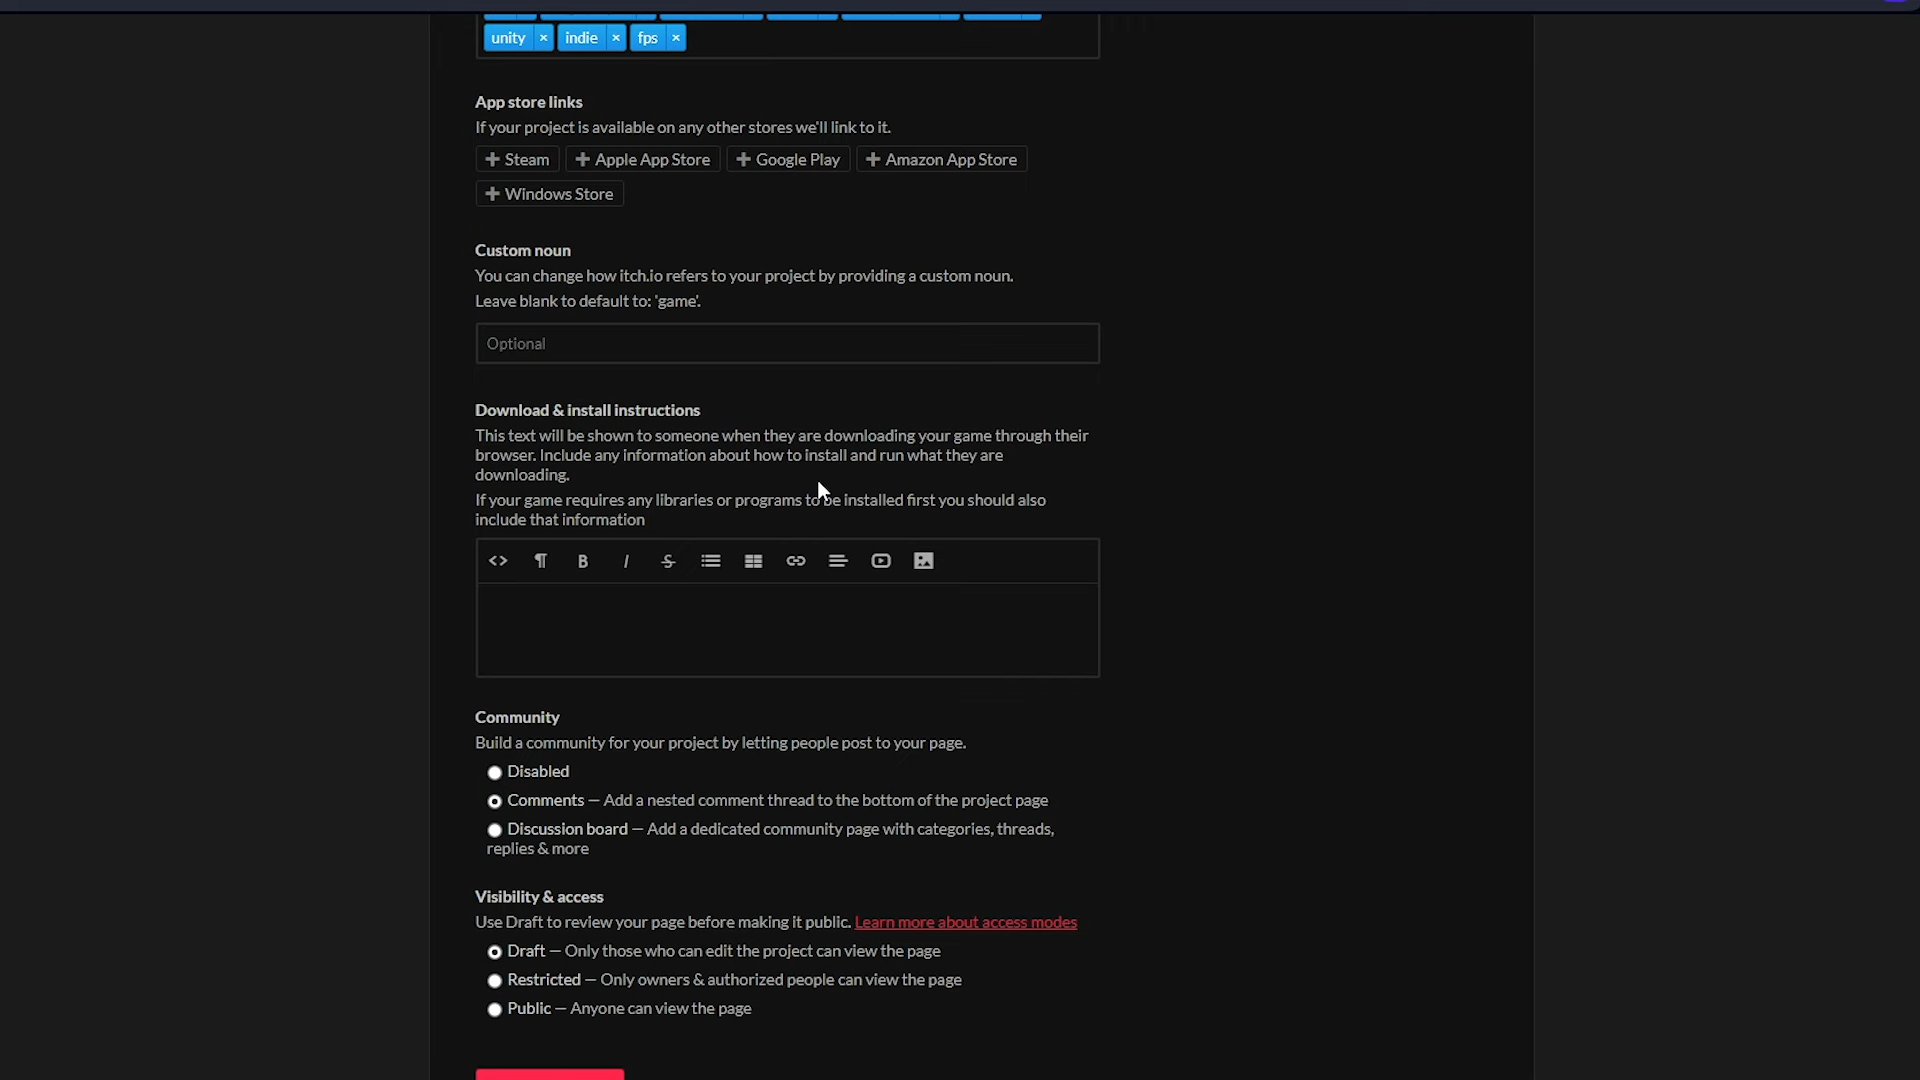 unity × indie × fps ×
App store links
If your project is available on any other stores we'll link to it.
Steam Apple App Store Google Play Amazon App Store
Windows Store
Custom noun
You can change how itch.io refers to your project by providing a custom noun.
Leave blank to default to: 'game'.
Optional
Download & install instructions
This text will be shown to someone when they are downloading your game through their
browser. Include any information about how to install and run what they are
downloading.
If your game requires any libraries or programs to be installed first you should also
include that information
Community
Build a community for your project by letting people post to your page.
Disabled
Comments — Add a nested comment thread to the bottom of the project page
Discussion board — Add a dedicated community page with categories, threads,
replies & more
Visibility & access
Use Draft to review your page before making it public. Learn more about access modes
Draft — Only those who can edit the project can view the page
Restricted — Only owners & authorized people can view the page
Public — Anyone can view the page